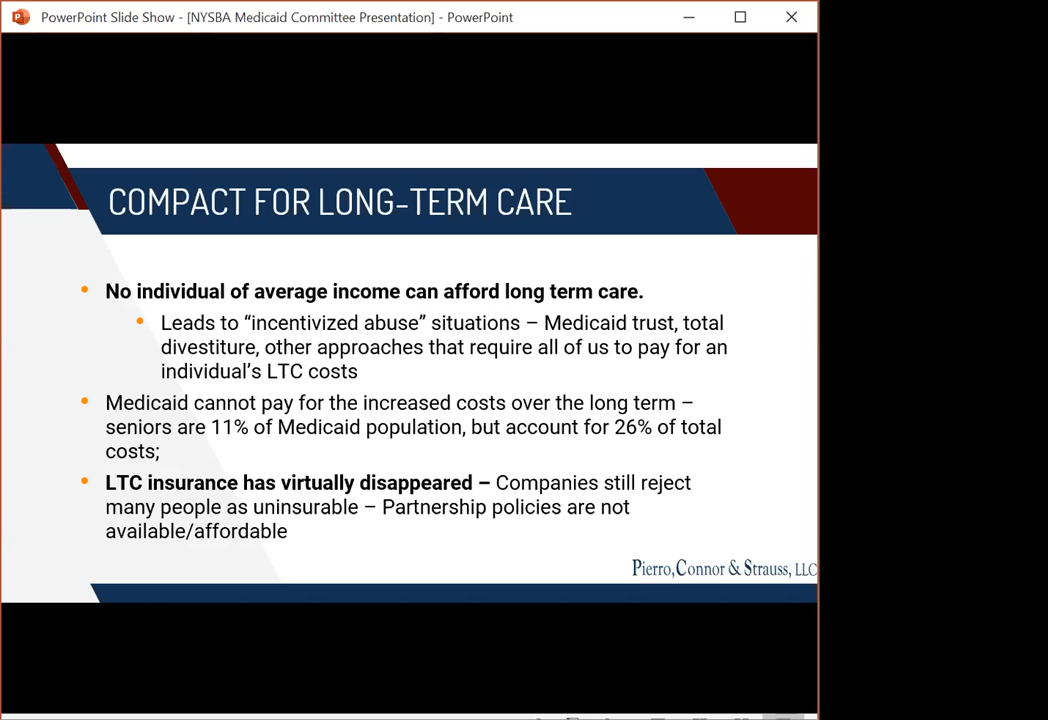 PowerPoint Slide Show - [NYSBA Medicaid Committee Presentation] - PowerPoint
COMPACT FOR LONG-TERM CARE
No individual of average income can afford long term care.
Leads to “incentivized abuse” situations – Medicaid trust, total
divestiture, other approaches that require all of us to pay for an
individual’s LTC costs
Medicaid cannot pay for the increased costs over the long term –
seniors are 11% of Medicaid population, but account for 26% of total
costs;
LTC insurance has virtually disappeared – Companies still reject
many people as uninsurable – Partnership policies are not
available/affordable
Pierro, Connor & Strauss, LLC